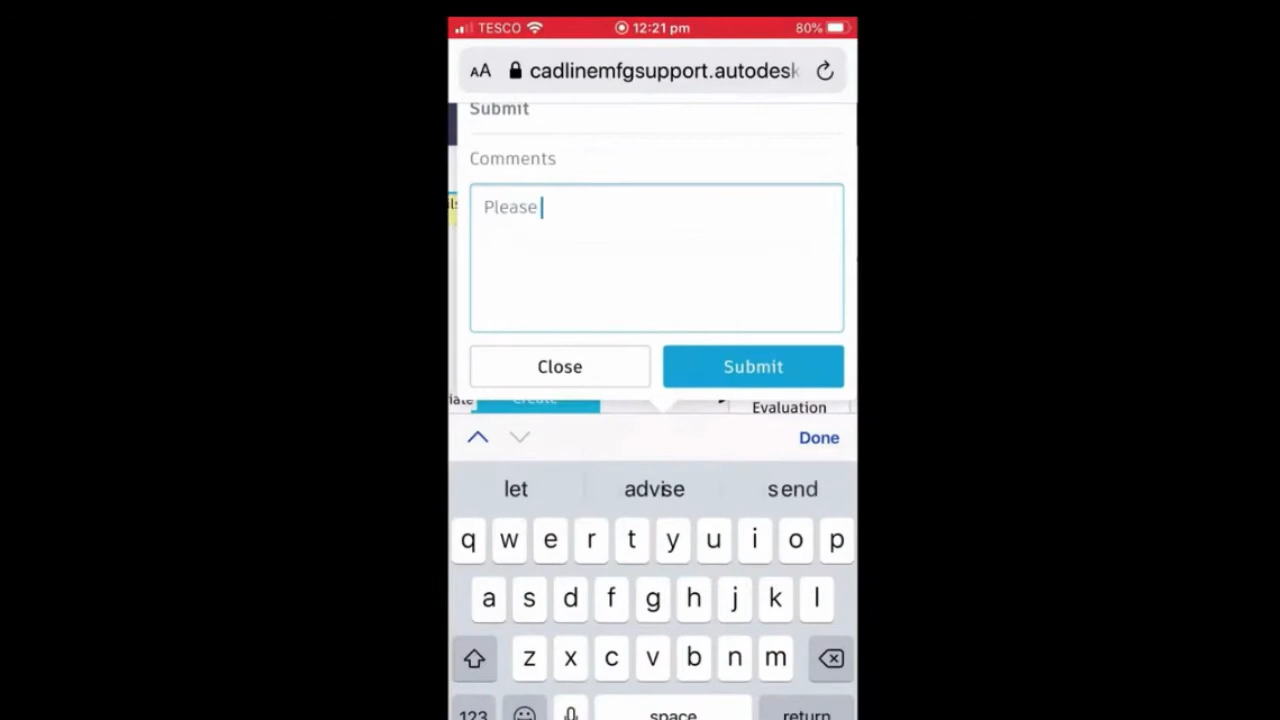 TESCO 12:21 pm 80%
AA cadlinemfgsupport.autodesk
Submit
Comments
Please
Close Submit
Create Evaluation
Done
let advise send
q w e r t y u i o p
a s d f g h j k l
z x c v b n m
123 space return